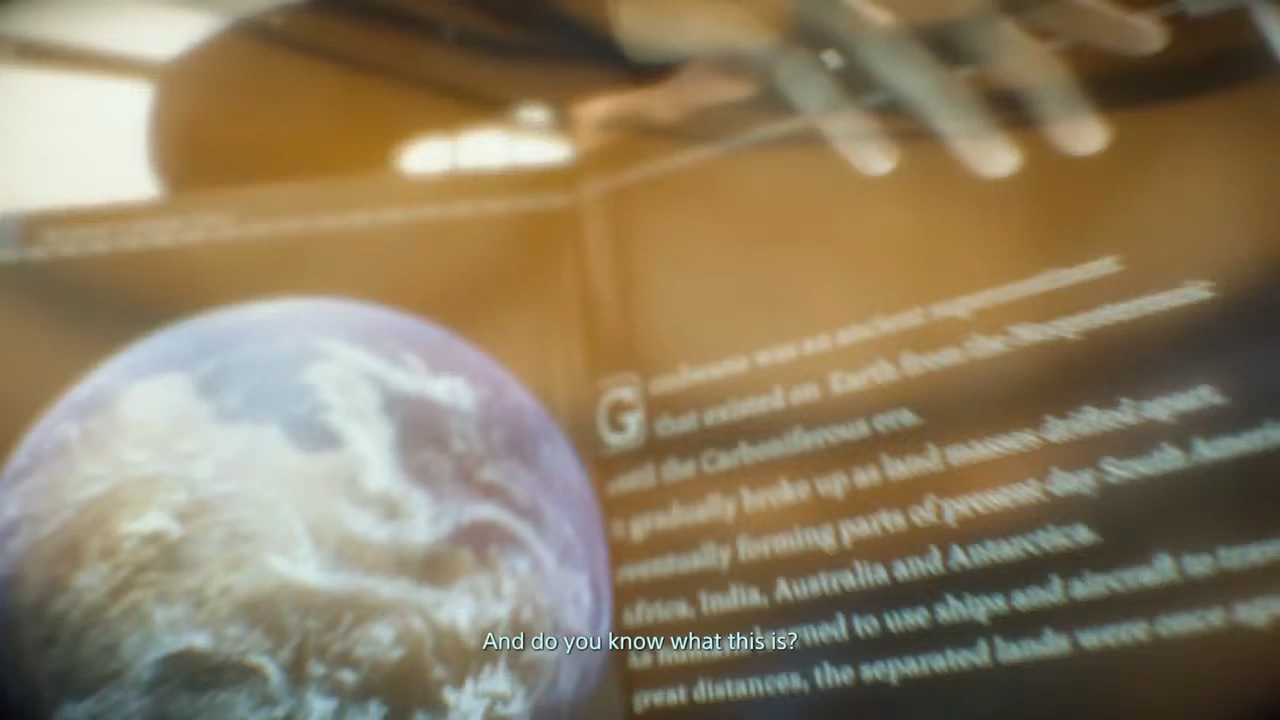 G ondwana was an ancient supercontinent
that existed on Earth from the Neoproterozoic
until the Carboniferous era.
t gradually broke up as land masses drifted apart,
eventually forming parts of present-day South America
Africa, India, Australia and Antarctica.
learned to use ships and aircraft to
great distances, the separated lands were once
And do you know what this is?